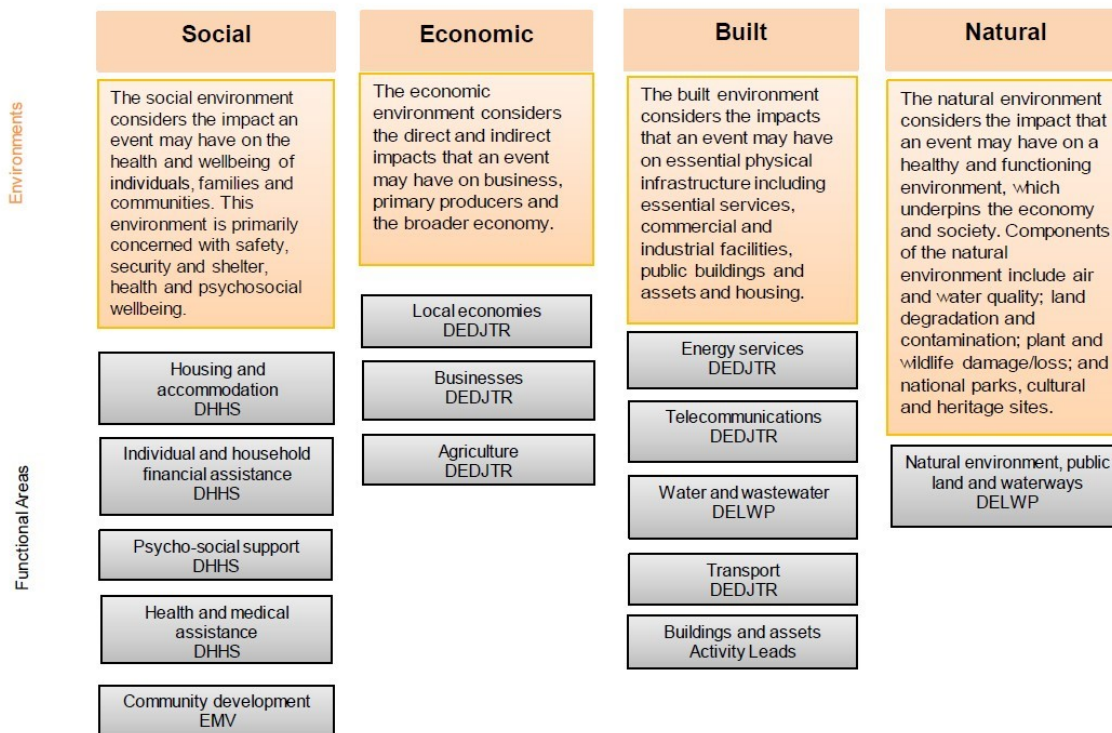 Social
Economic
Built
Natural
Environments
The social environment
considers the impact an
event may have on the
health and wellbeing of
individuals, families and
communities. This
environment is primarily
concerned with safety,
security and shelter,
health and psychosocial
wellbeing.
The economic
environment considers
the direct and indirect
impacts that an event
may have on business,
primary producers and
the broader economy.
The built environment
considers the impacts
that an event may have
on essential physical
infrastructure including
essential services,
commercial and
industrial facilities,
public buildings and
assets and housing.
The natural environment
considers the impact that
an event may have on a
healthy and functioning
environment, which
underpins the economy
and society. Components
of the natural
environment include air
and water quality; land
degradation and
contamination; plant and
wildlife damage/loss; and
national parks, cultural
and heritage sites.
Functional Areas
Housing and
accommodation
DHHS
Individual and household
financial assistance
DHHS
Psycho-social support
DHHS
Health and medical
assistance
DHHS
Community development
EMV
Local economies
DEDJTR
Businesses
DEDJTR
Agriculture
DEDJTR
Energy services
DEDJTR
Telecommunications
DEDJTR
Water and wastewater
DELWP
Transport
DEDJTR
Buildings and assets
Activity Leads
Natural environment, public
land and waterways
DELWP